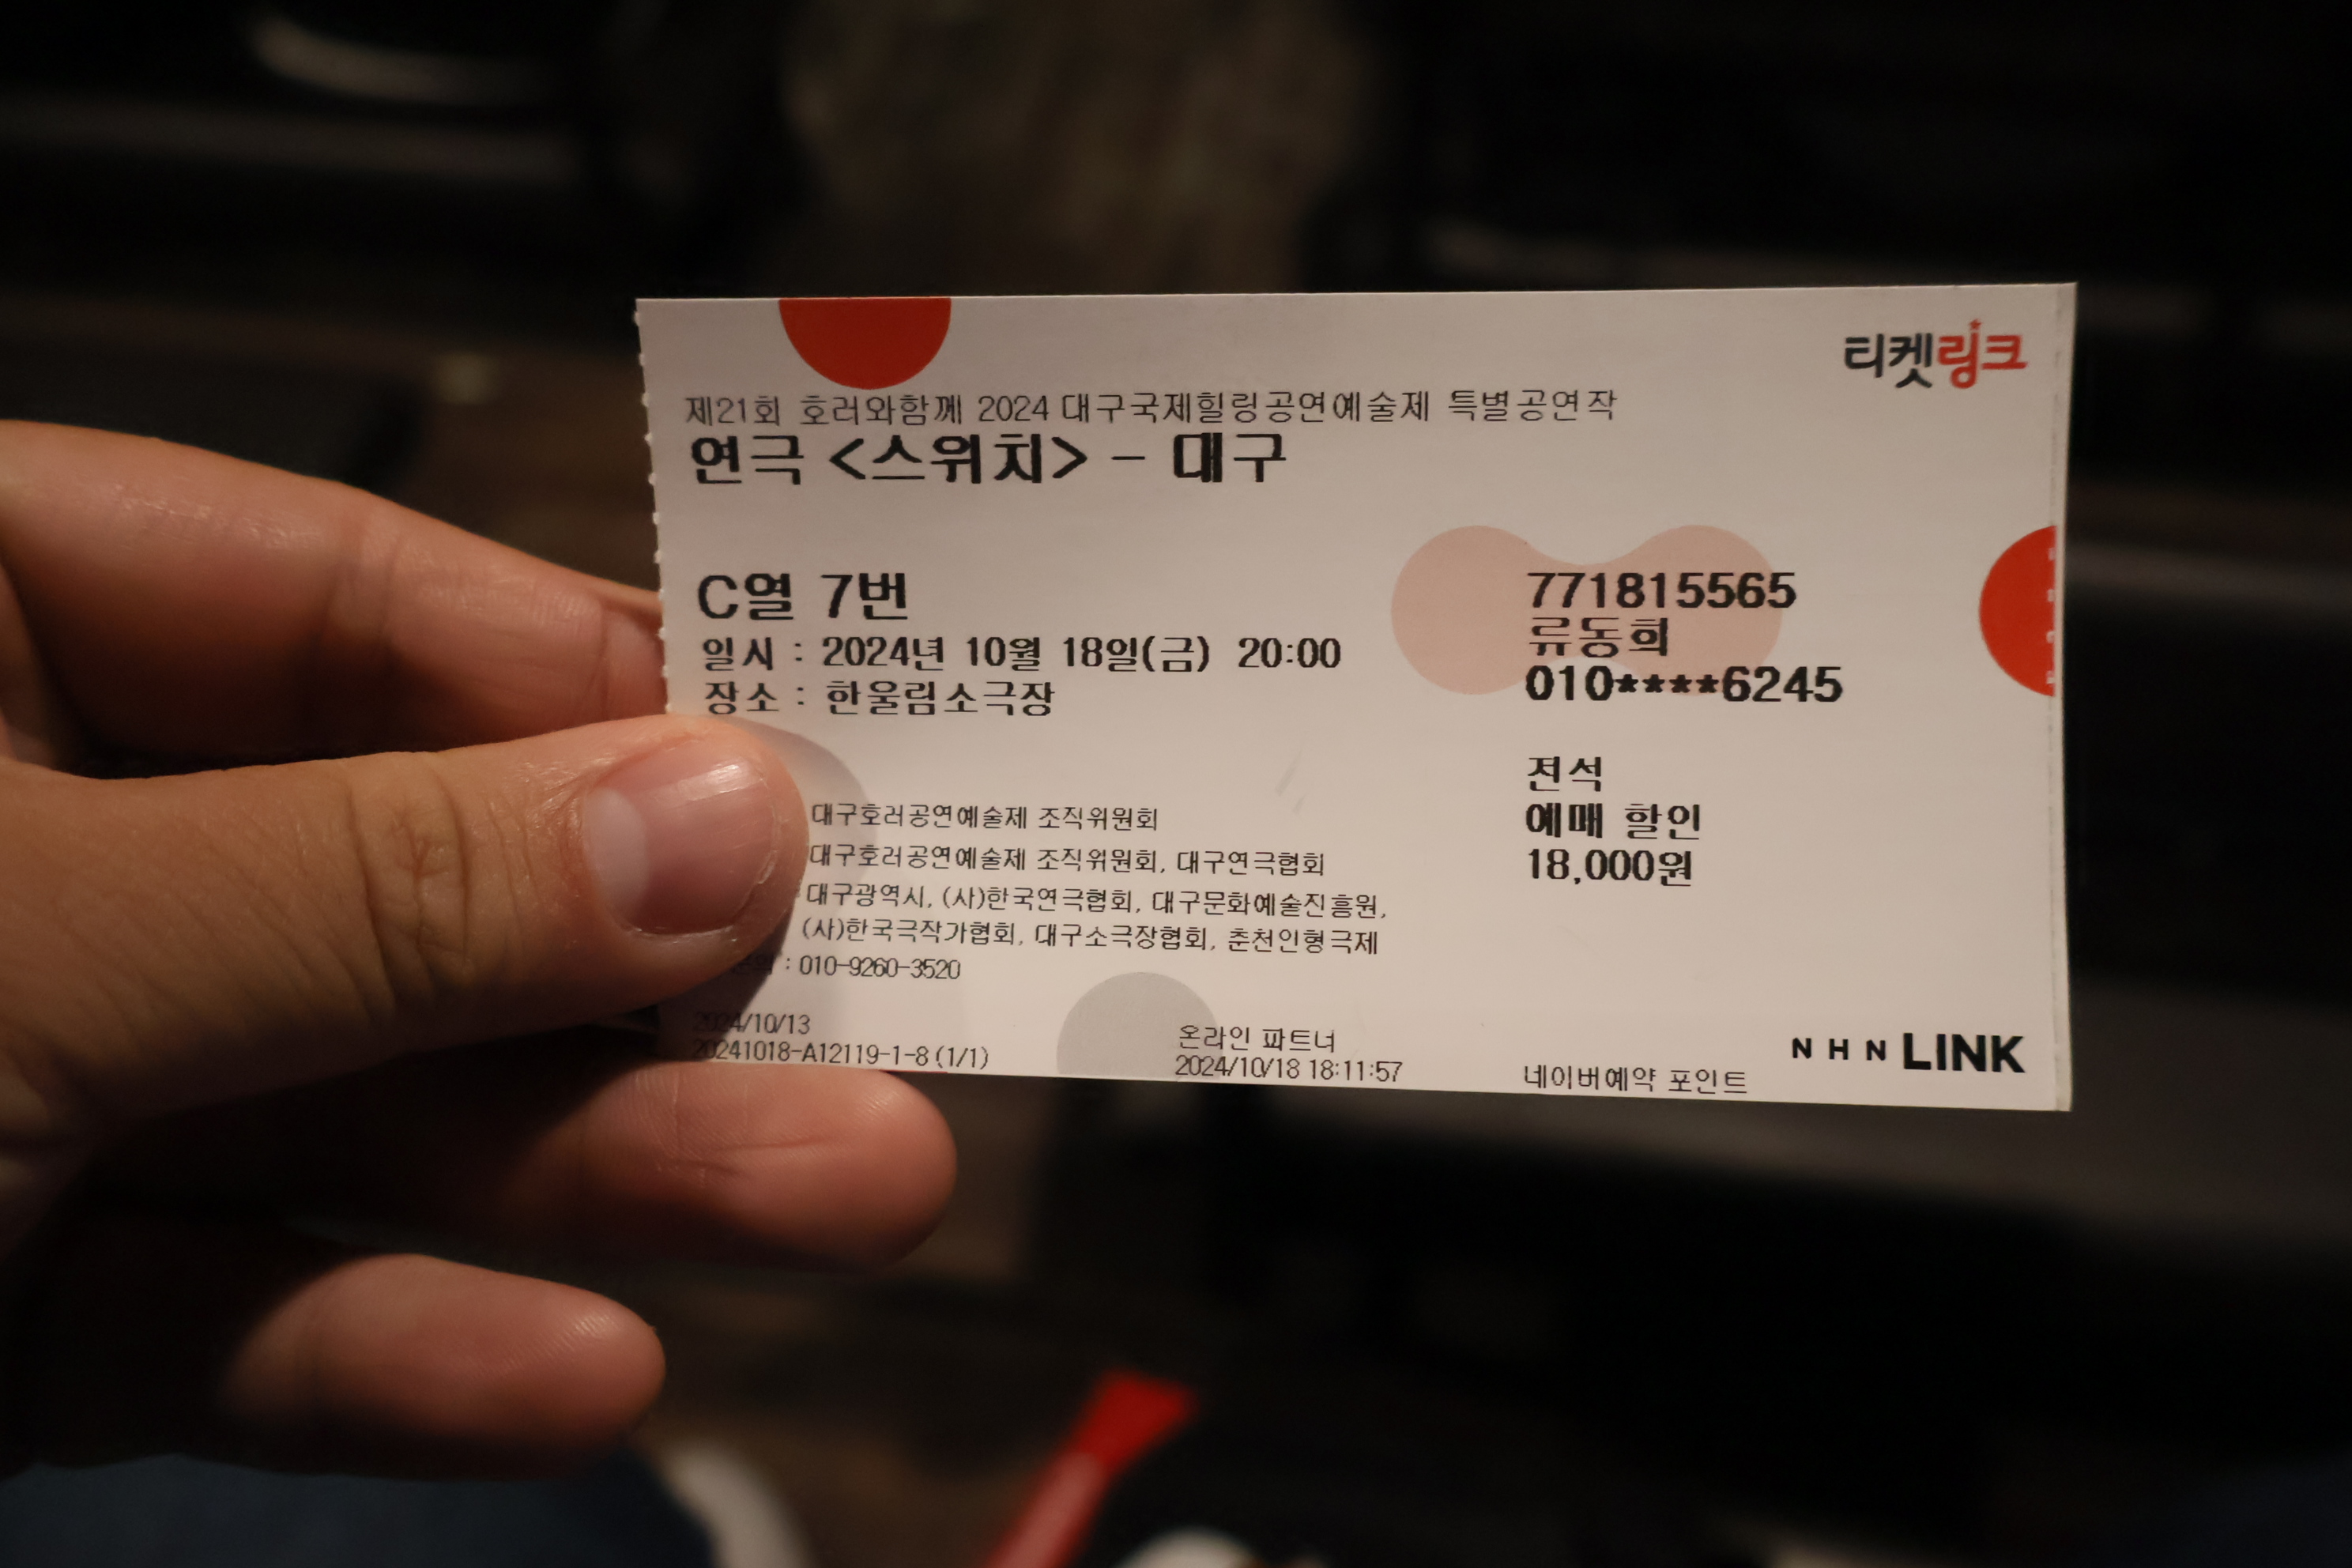 티켓링크
제21회 호러와함께 2024 대구국제힐링공연예술제 특별공연작
연극 <스위치> - 대구
C열 7번
일시 : 2024년 10월 18일(금) 20:00
장소 : 한울림소극장
771815565
류동희
010****6245
전석
예매 할인
18,000원
대구호러공연예술제 조직위원회
대구호러공연예술제 조직위원회, 대구연극협회
대구광역시, (사)한국연극협회, 대구문화예술진흥원,
(사)한국극작가협회, 대구소극장협회, 춘천인형극제
: 010-9260-3520
2024/10/13
20241018-A12119-1-8 (1/1)
온라인 파트너
2024/10/18 18:11:57
네이버예약 포인트
NHN LINK